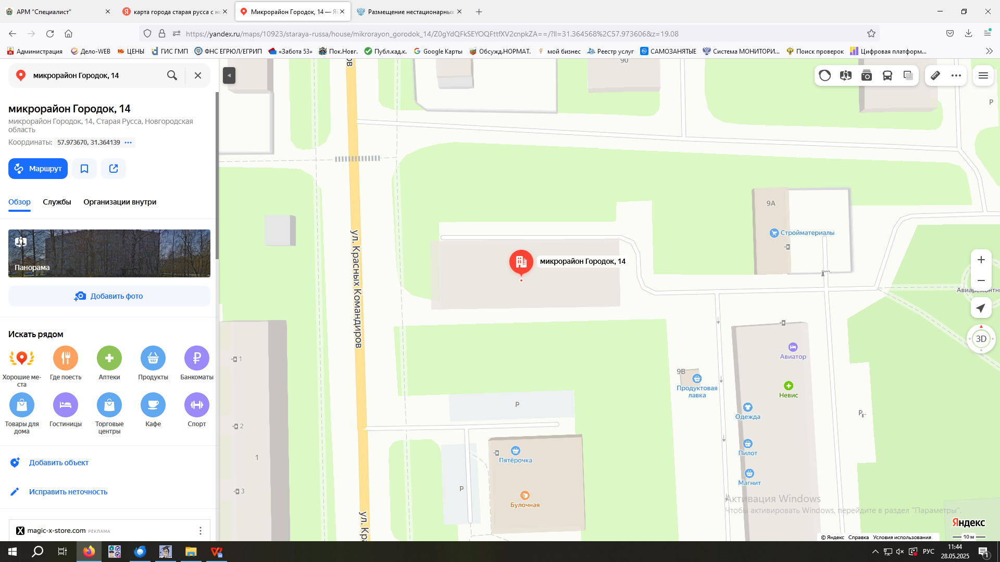 АРМ "Специалист"
карта города старая русса с но
Микрорайон Городок, 14 — Ян
Размещение нестационарных
https://yandex.ru/maps/10923/staraya-russa/house/mikrorayon_gorodok_14/Z0gYdQFkSEYOQFttfXV2cnpkZA==/?ll=31.364568%2C57.973606&z=19.08
Администрация
Дело-WEB
ЦЕНЫ
ГИС ГМП
ФНС ЕГРЮЛ/ЕГРИП
«Забота 53»
Пок.Новг.
Публ.кад.к.
Google Карты
Обсужд.НОРМАТ.
мой бизнес
Реестр услуг
САМОЗАНЯТЫЕ
Система МОНИТОРИ...
Поиск проверок
Цифровая платформ...
микрорайон Городок, 14
микрорайон Городок, 14
микрорайон Городок, 14, Старая Русса, Новгородская
область
Координаты: 57.973670, 31.364139
Маршрут
Обзор
Службы
Организации внутри
Панорама
Добавить фото
Искать рядом
Хорошие ме-
ста
Где поесть
Аптеки
Продукты
Банкоматы
Товары для
дома
Гостиницы
Торговые
центры
Кафе
Спорт
Добавить объект
Исправить неточность
magic-x-store.com РЕКЛАМА
ов
90
P
9А
Стройматериалы
микрорайон Городок, 14
ул. Красных Командиров
Авиаремонтн
3D
1
Авиатор
9В
Продуктовая
лавка
Невис
P
Одежда
P
2
Пилот
Пятёрочка
1
Магнит
3
P
Булочная
ул. Кра
Активация Windows
Чтобы активировать Windows, перейдите в раздел "Параметры".
Яндекс
© Яндекс Справка Условия использования
10 м
РУС
11:44
28.05.2025
1